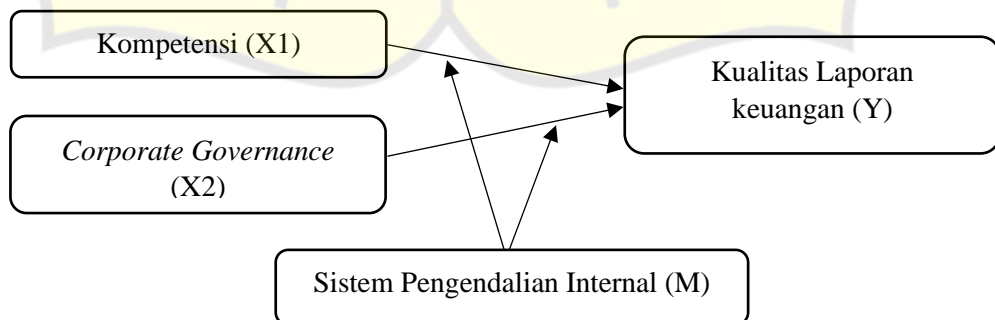 Kompetensi (X1)
Kualitas Laporan
keuangan (Y)
Corporate Governance
(X2)
Sistem Pengendalian Internal (M)